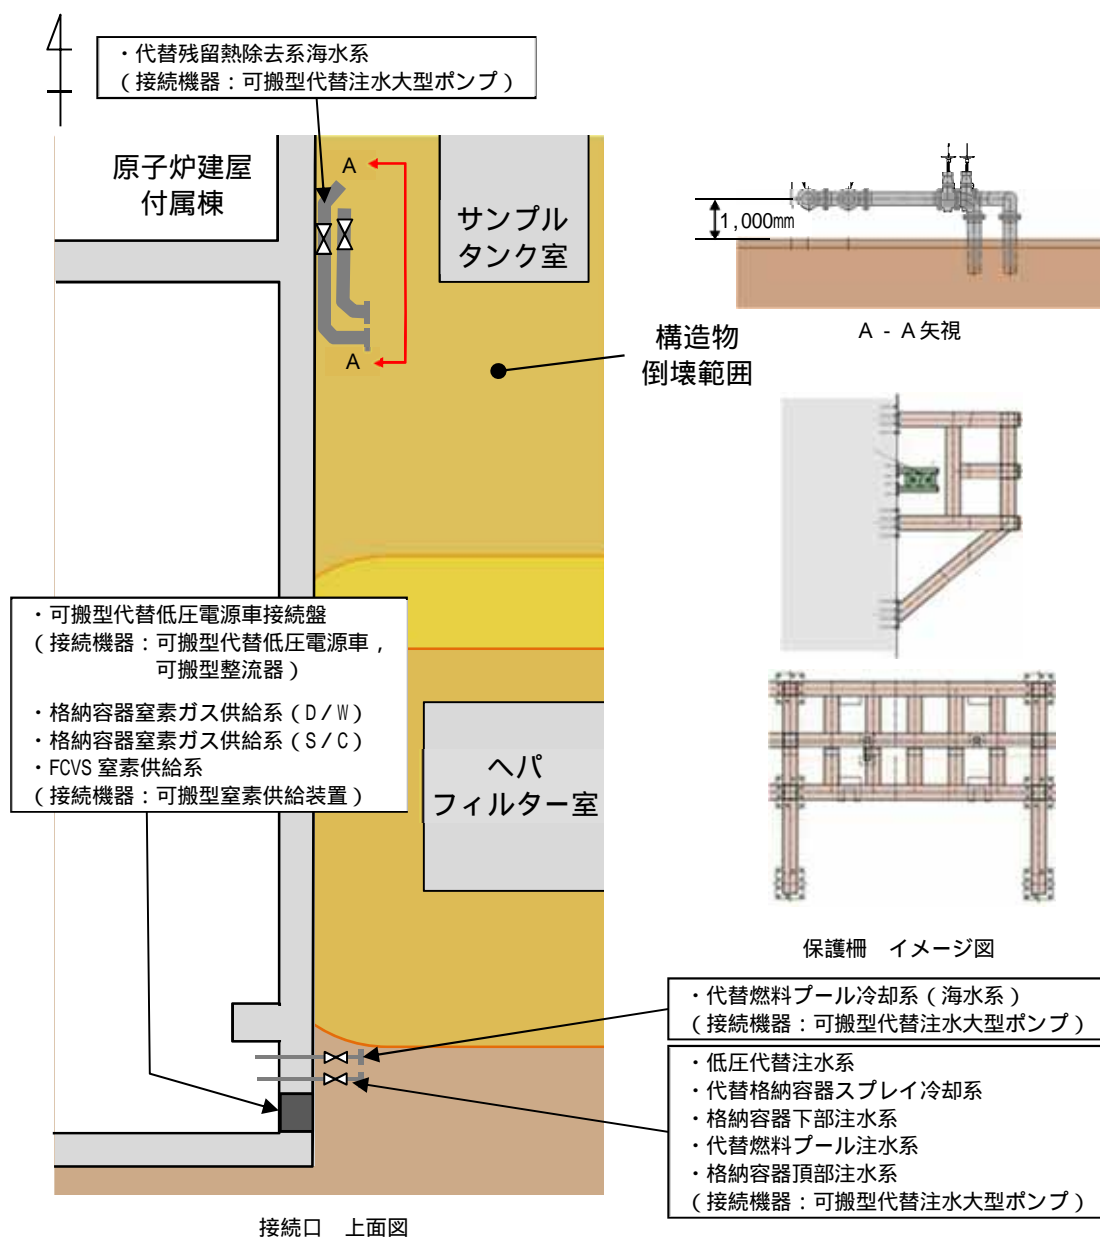 ・代替残留熱除去系海水系
（接続機器：可搬型代替注水大型ポンプ）
原子炉建屋
付属棟
A
サンプル
タンク室
A
1,000mm
A - A 矢視
構造物
倒壊範囲
・可搬型代替低圧電源車接続盤
（接続機器：可搬型代替低圧電源車，
可搬型整流器）
・格納容器窒素ガス供給系（D／W）
・格納容器窒素ガス供給系（S／C）
・FCVS 窒素供給系
（接続機器：可搬型窒素供給装置）
ヘパ
フィルター室
保護柵　イメージ図
・代替燃料プール冷却系（海水系）
（接続機器：可搬型代替注水大型ポンプ）
・低圧代替注水系
・代替格納容器スプレイ冷却系
・格納容器下部注水系
・代替燃料プール注水系
・格納容器頂部注水系
（接続機器：可搬型代替注水大型ポンプ）
接続口　上面図